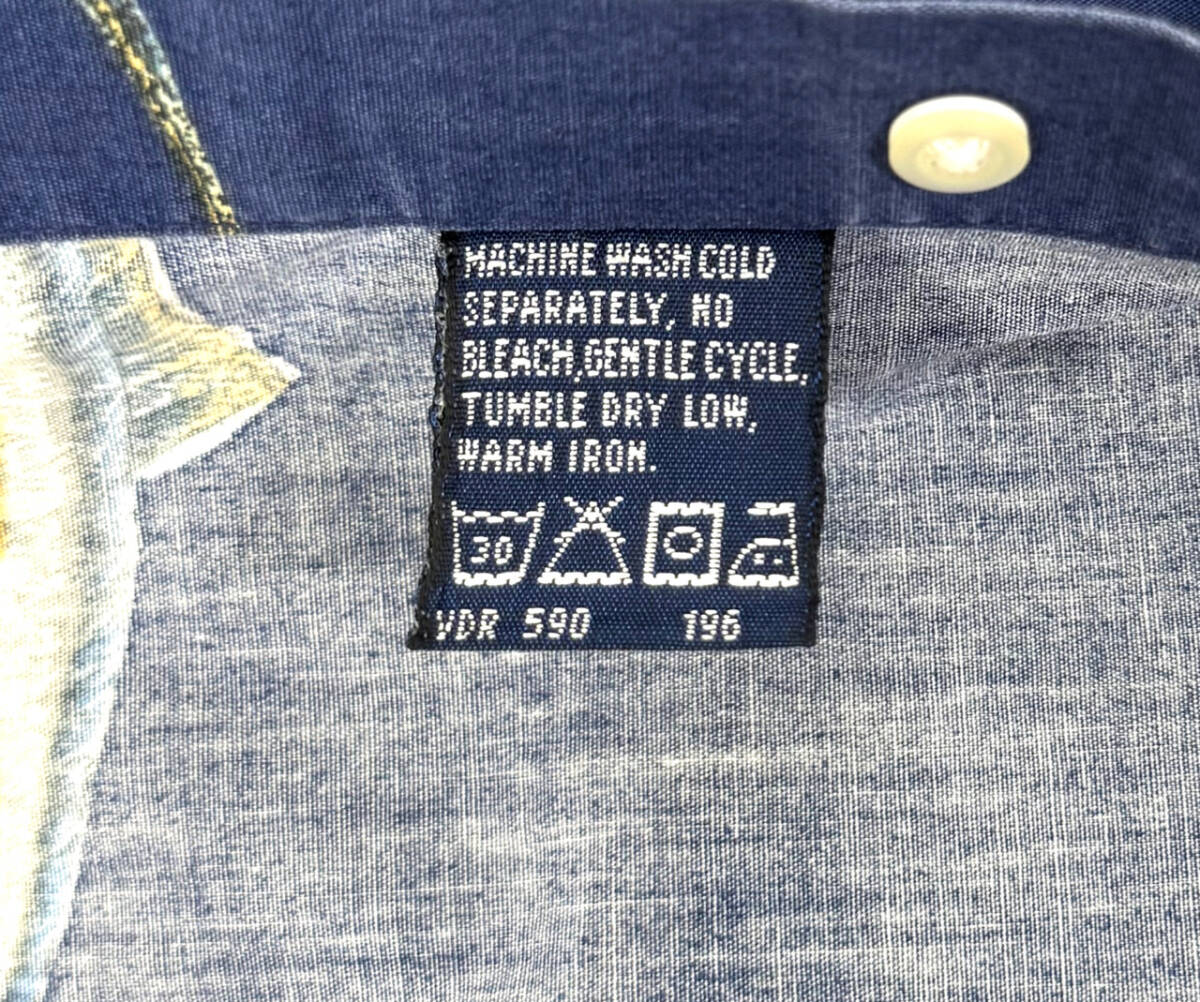 MACHINE WASH COLD
SEPARATELY, NO
BLEACH,GENTLE CYCLE,
TUMBLE DRY LOW,
WARM IRON.
30
VDR 590 196